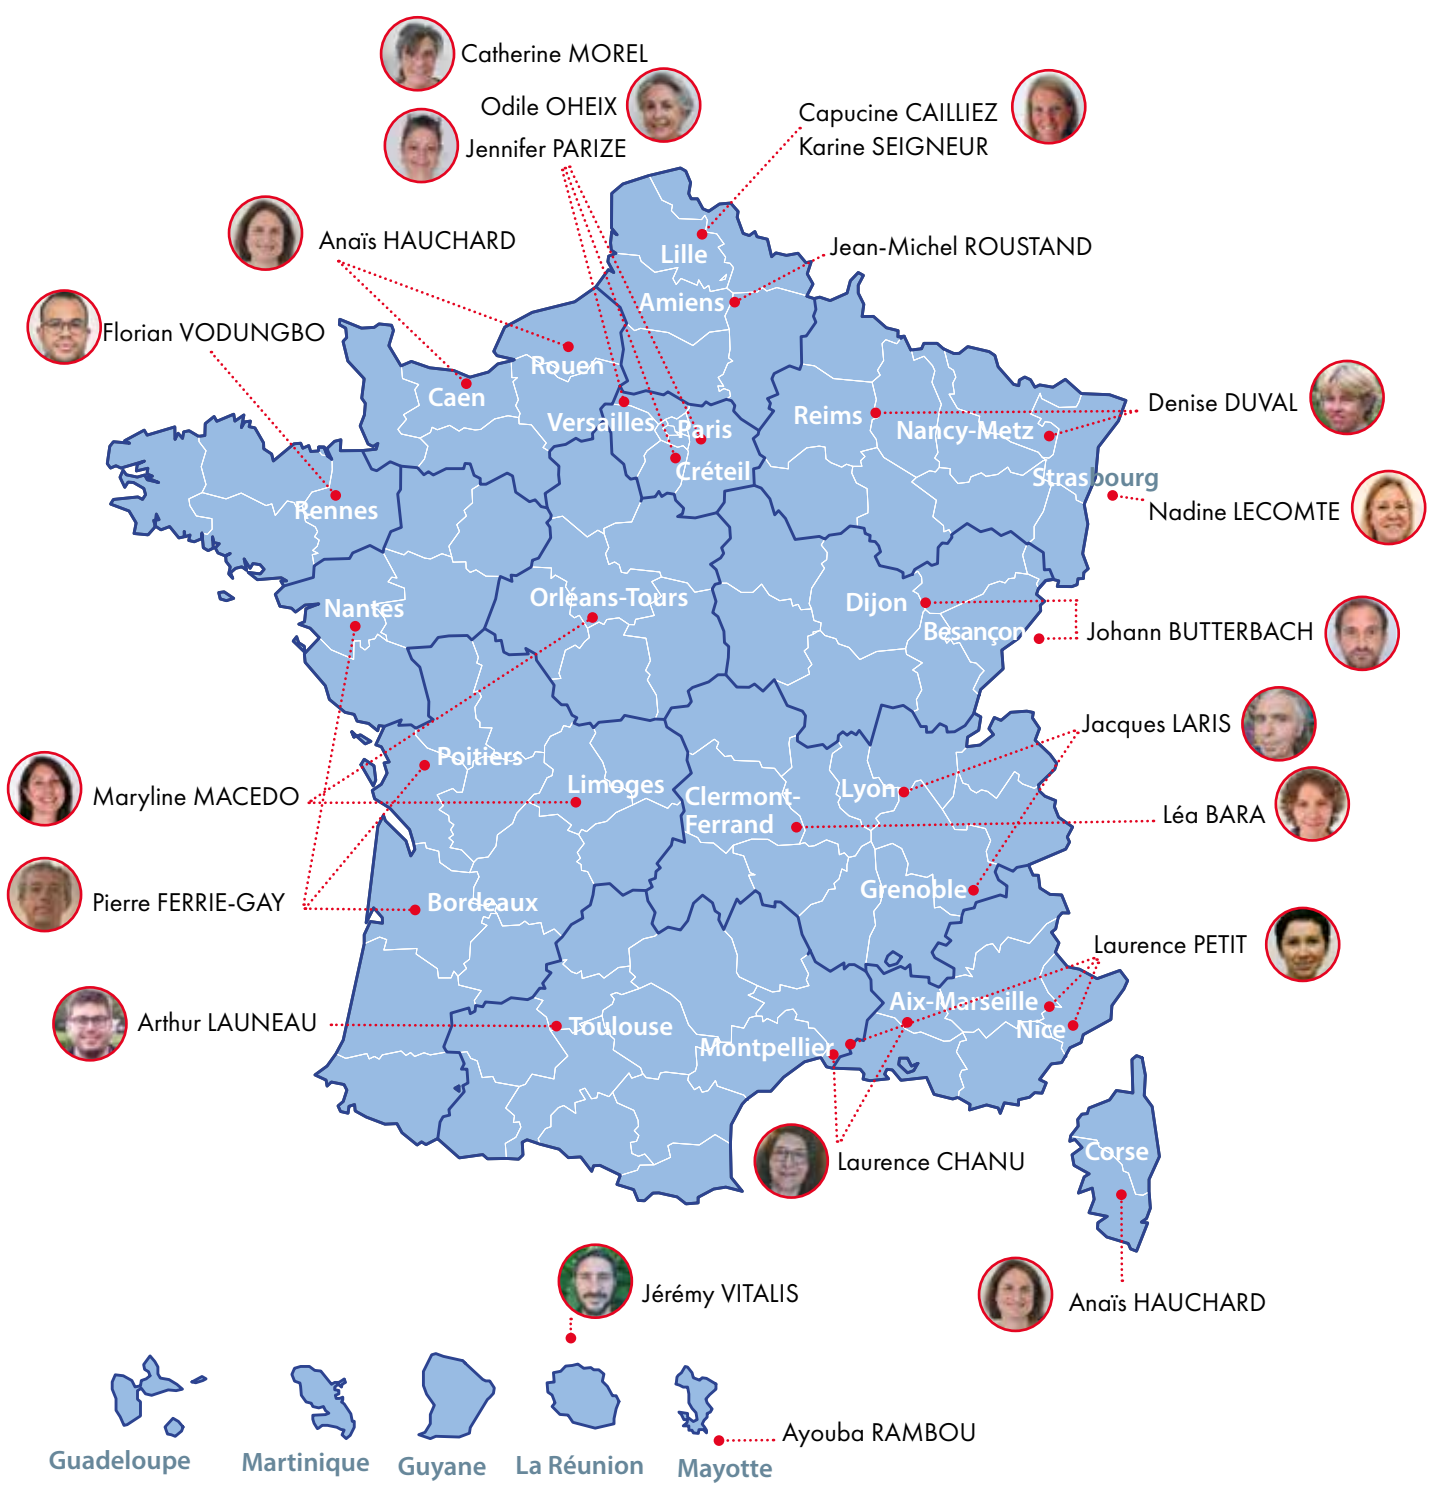 Catherine MOREL
Odile OHEIX
Jennifer PARIZE
Capucine CAILLIEZ
Karine SEIGNEUR
Anaïs HAUCHARD
Jean-Michel ROUSTAND
Lille
Amiens
Florian VODUNGBO
Rouen
Caen
Versailles
Paris
Créteil
Reims
Nancy-Metz
Denise DUVAL
Strasbourg
Rennes
Nadine LECOMTE
Nantes
Orléans-Tours
Dijon
Besançon
Johann BUTTERBACH
Jacques LARIS
Poitiers
Limoges
Maryline MACEDO
Clermont-
Ferrand
Lyon
Léa BARA
Pierre FERRIE-GAY
Bordeaux
Grenoble
Laurence PETIT
Arthur LAUNEAU
Toulouse
Aix-Marseille
Nice
Montpellier
Laurence CHANU
Corse
Anaïs HAUCHARD
Jérémy VITALIS
Ayouba RAMBOU
Guadeloupe
Martinique
Guyane
La Réunion
Mayotte